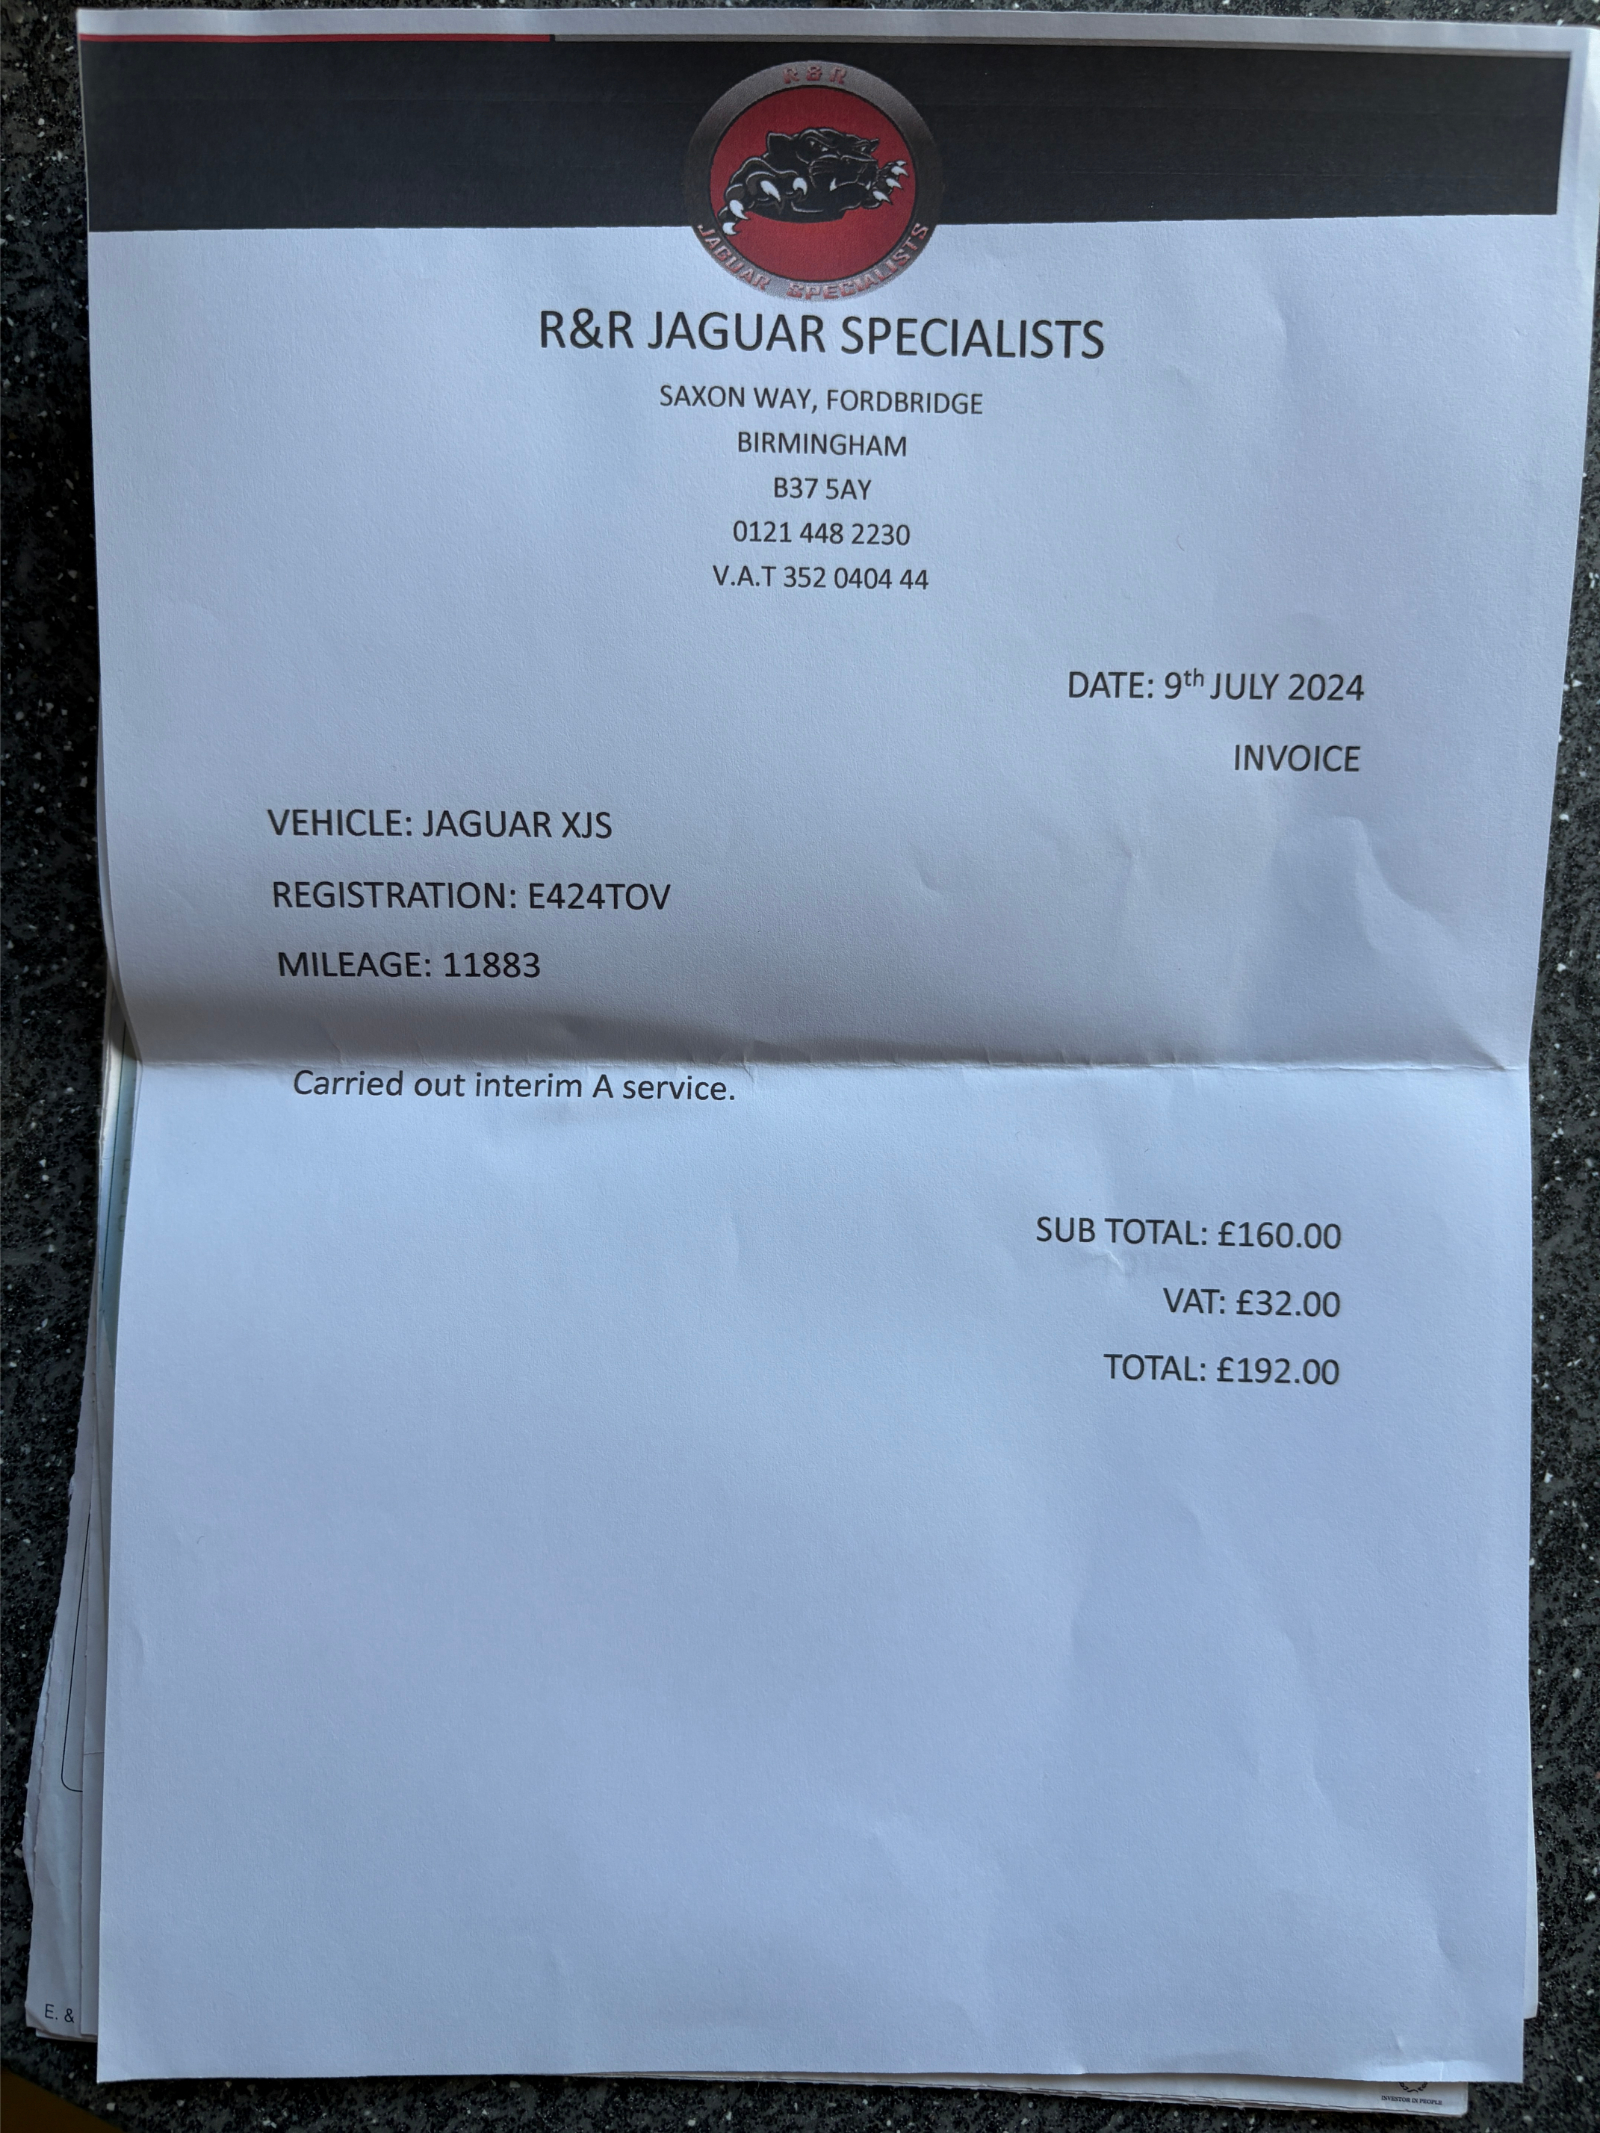 R&R
JAGUAR SPECIALISTS
R&R JAGUAR SPECIALISTS
SAXON WAY, FORDBRIDGE
BIRMINGHAM
B37 5AY
0121 448 2230
V.A.T 352 0404 44
DATE: 9th JULY 2024
INVOICE
VEHICLE: JAGUAR XJS
REGISTRATION: E424TOV
MILEAGE: 11883
Carried out interim A service.
SUB TOTAL: £160.00
VAT: £32.00
TOTAL: £192.00
E. &
INVESTOR IN PEOPLE